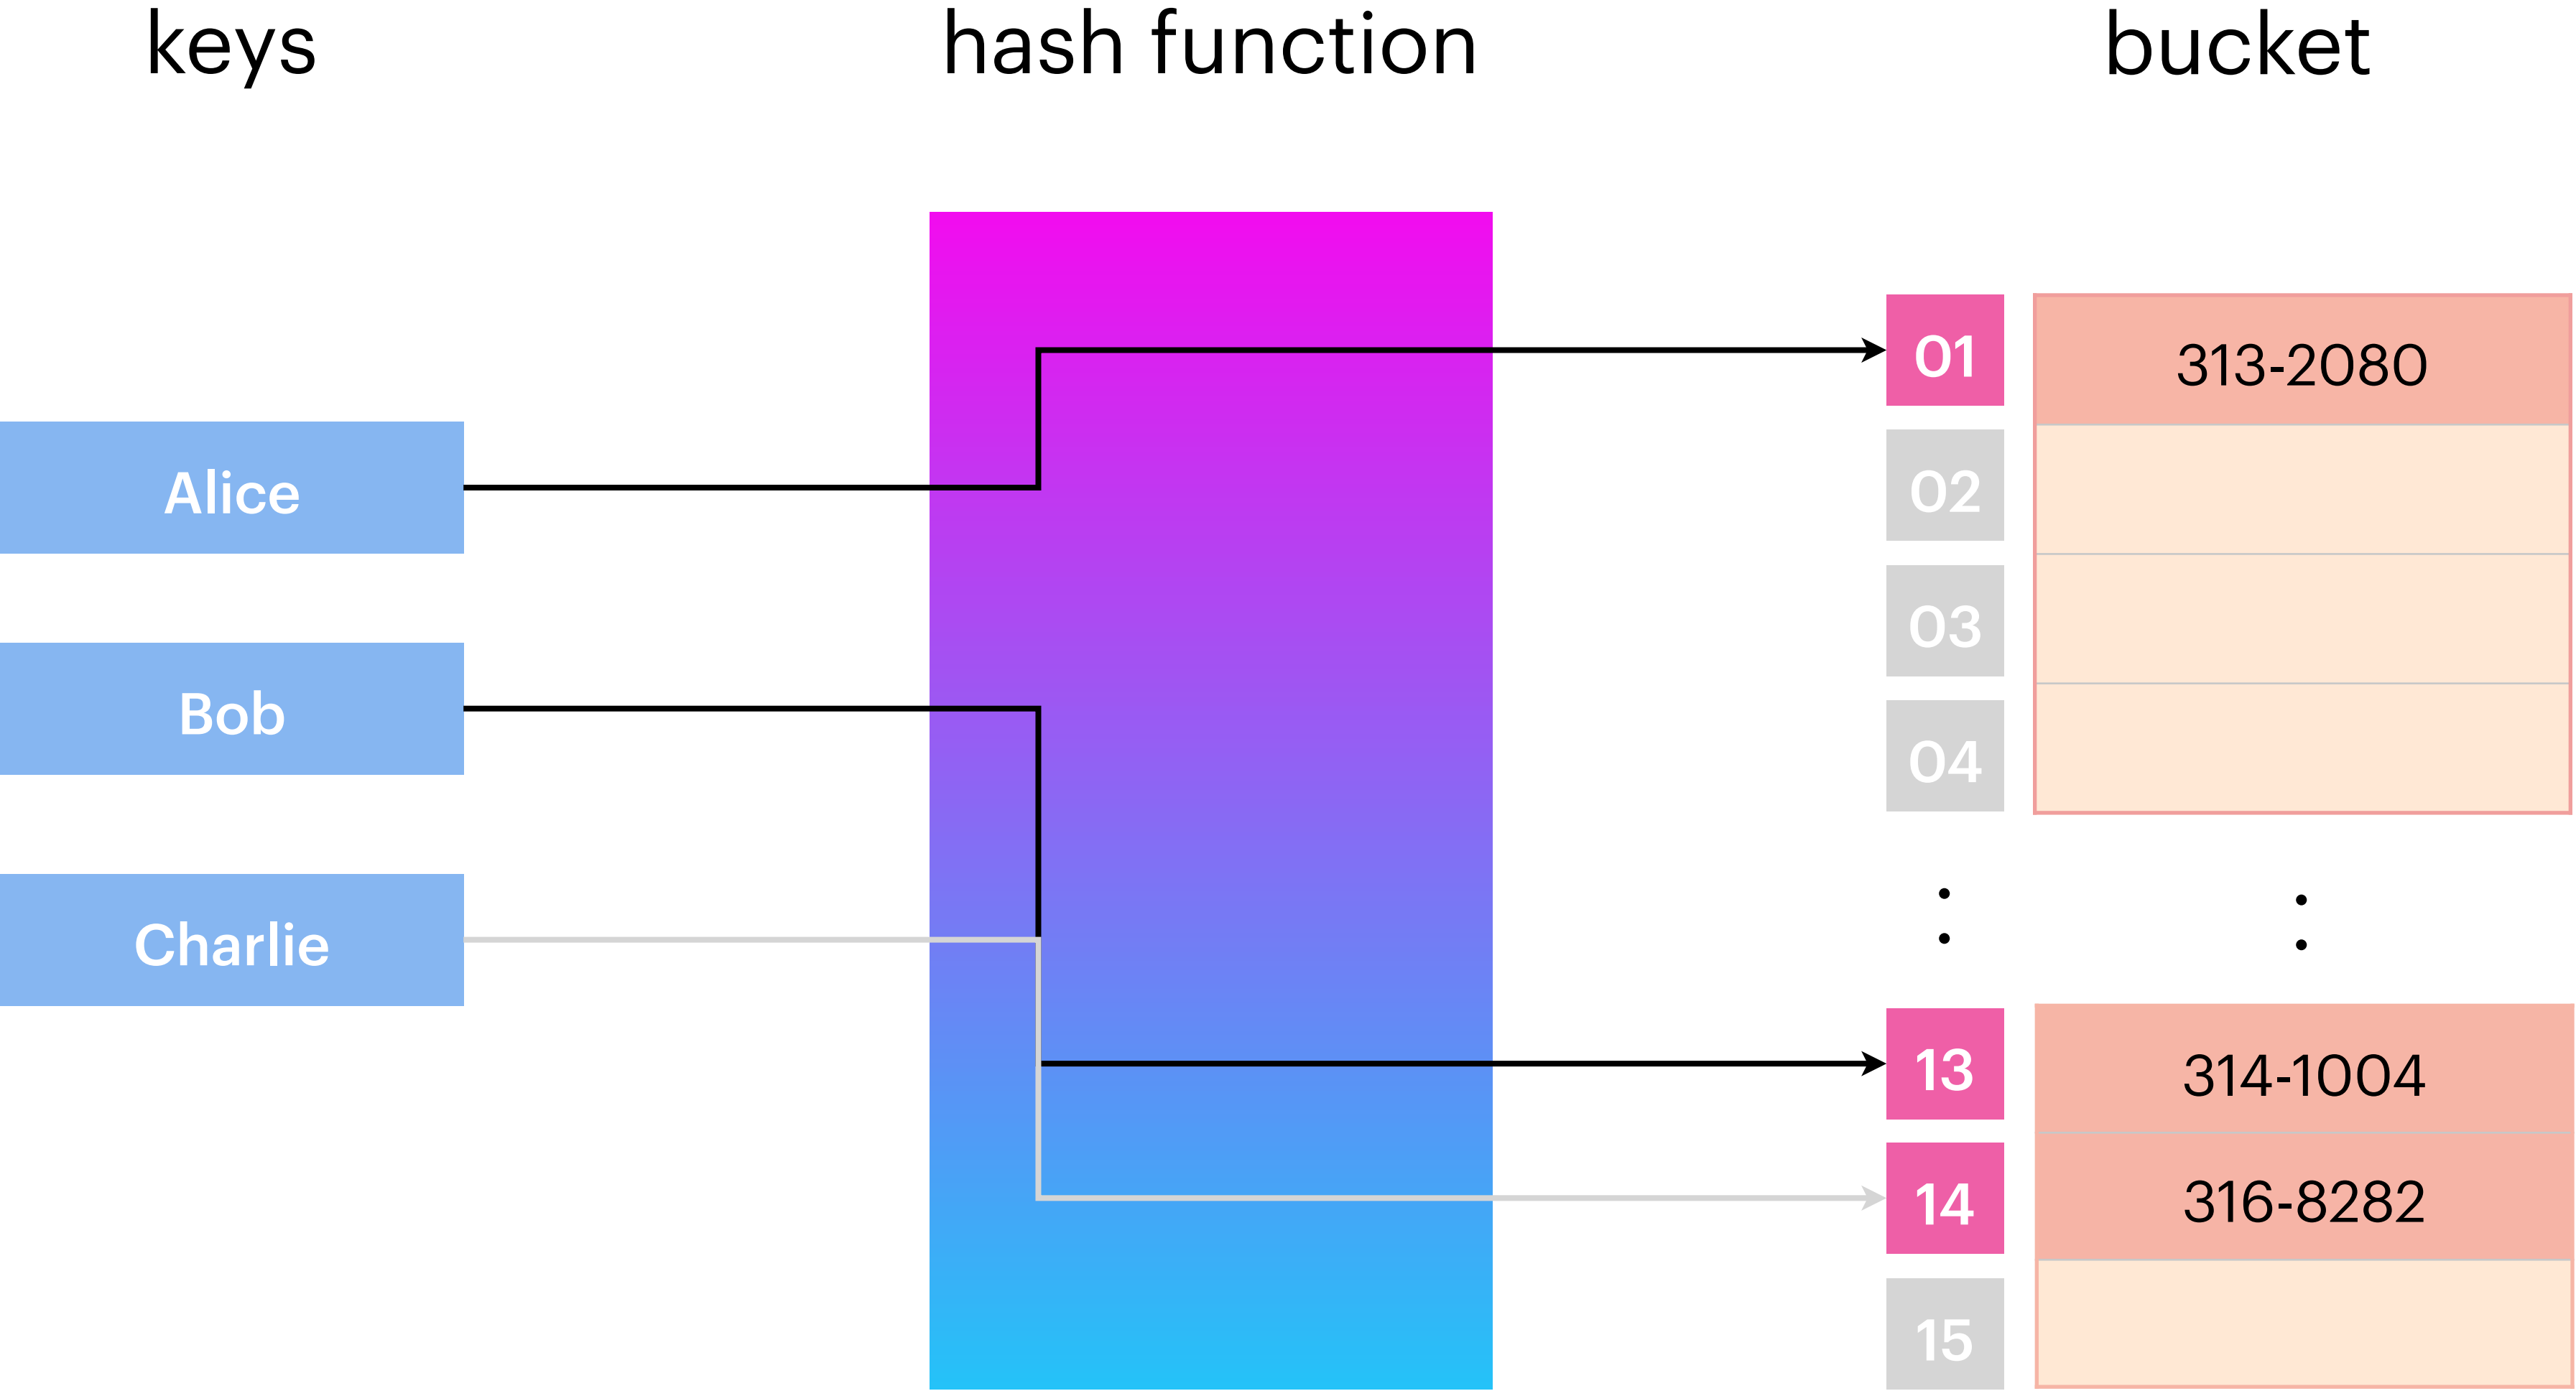 keys hash function bucket
Alice
Bob
Charlie
01 313-2080
02
03
04
13 314-1004
14 316-8282
15